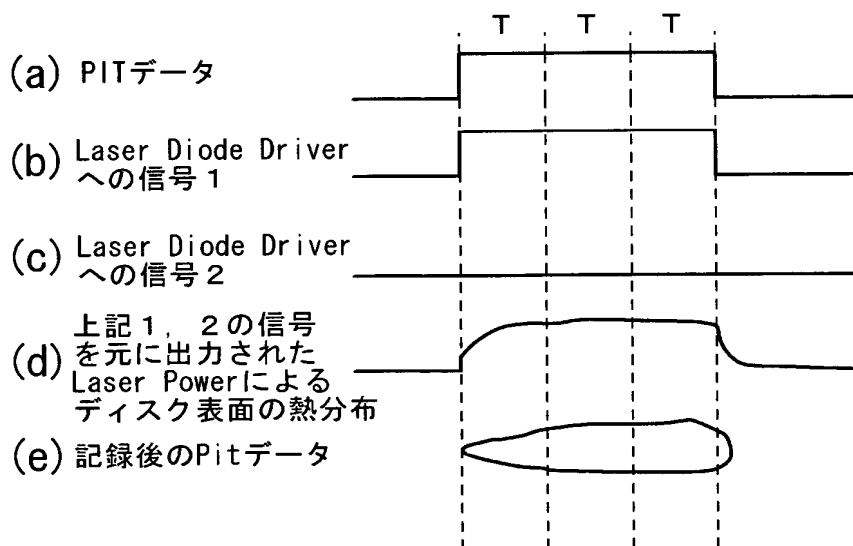 T T T
(a) PITデータ
(b) Laser Diode Driver
への信号1
(c) Laser Diode Driver
への信号2
上記1, 2の信号
(d) を元に出力された
Laser Powerによる
ディスク表面の熱分布
(e) 記録後のPitデータ